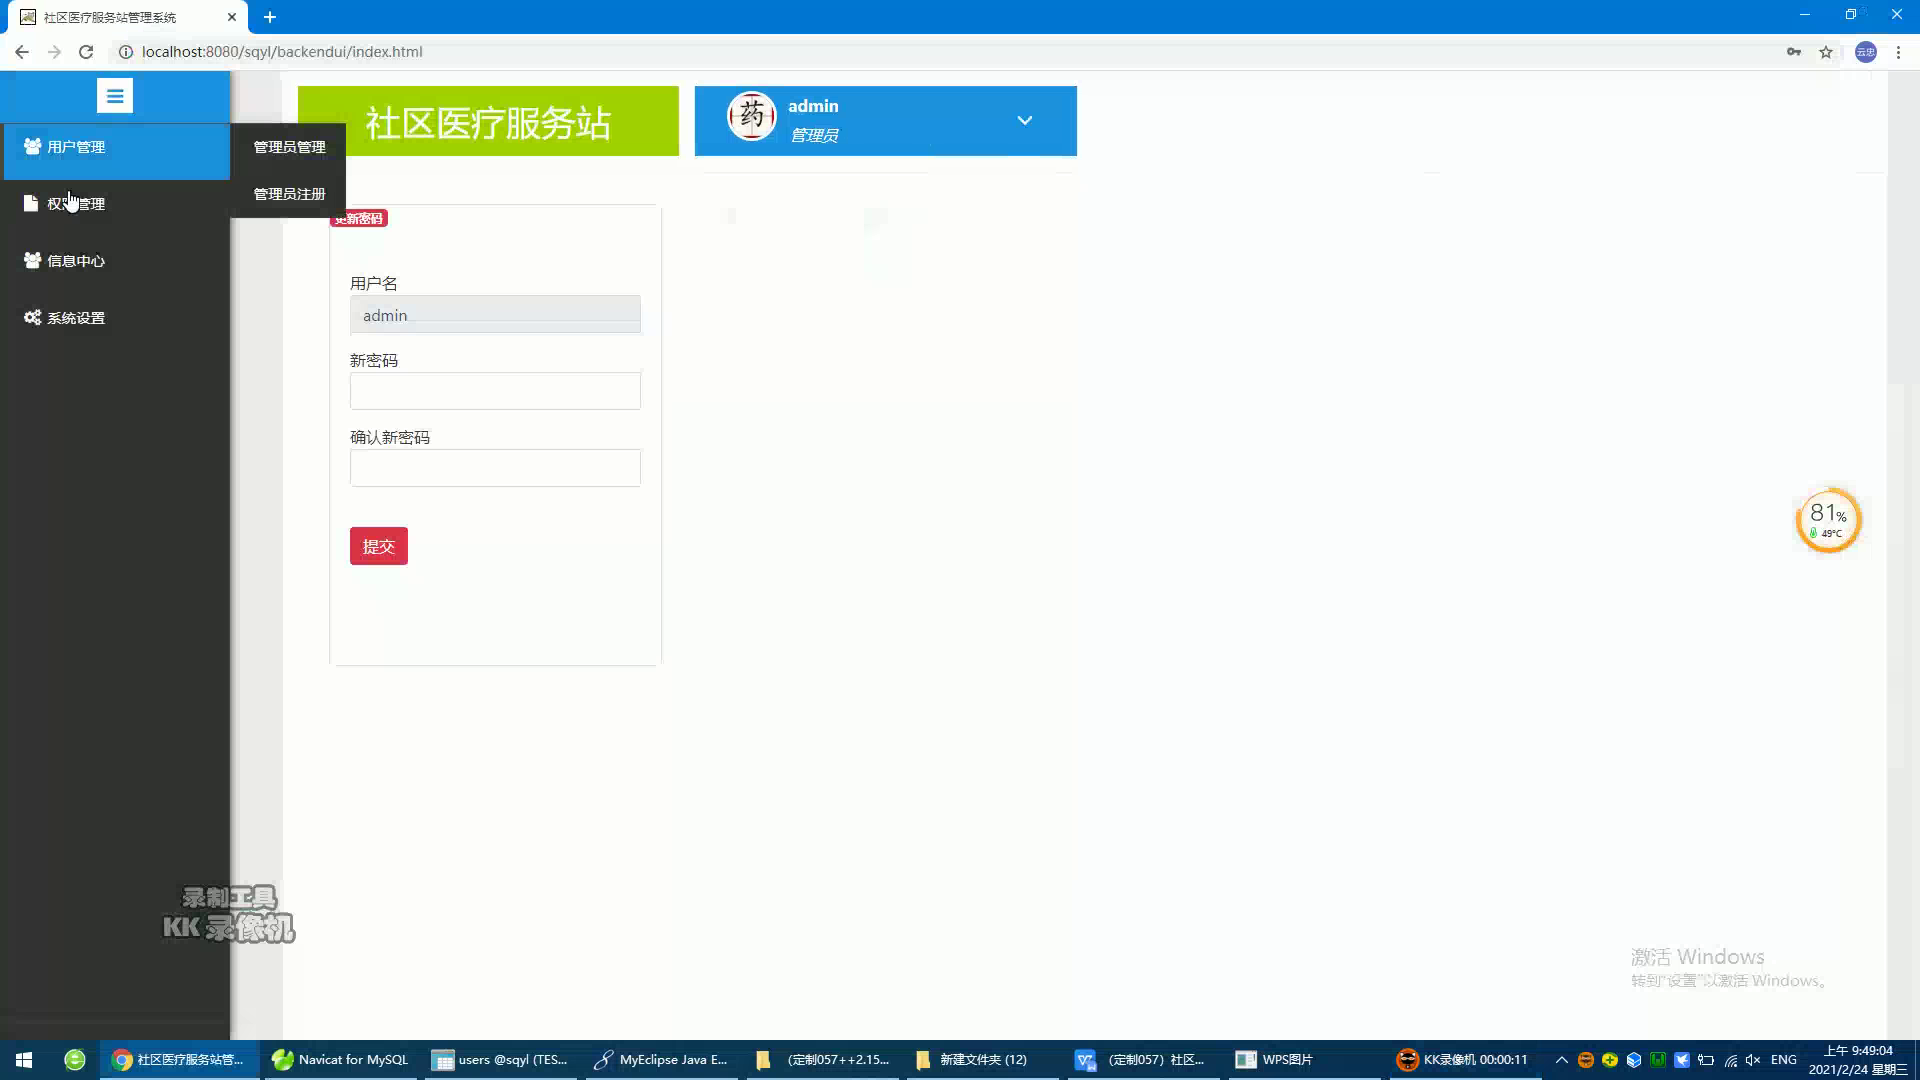 社区医疗服务站管理系统
localhost:8080/sqyl/backendui/index.html
云忠
社区医疗服务站
药
admin
管理员
用户管理
管理员管理
管理员注册
权 管理
信息中心
系统设置
更新密码
用户名
admin
新密码
确认新密码
提交
81%
49°C
录制工具
KK 录像机
激活 Windows
转到"设置"以激活 Windows。
社区医疗服务站管...
Navicat for MySQL
users @sqyl (TES...
MyEclipse Java E...
(定制057++2.15...
新建文件夹 (12)
(定制057）社区...
WPS图片
KK录像机 00:00:11
ENG
上午 9:49:04
2021/2/24 星期三